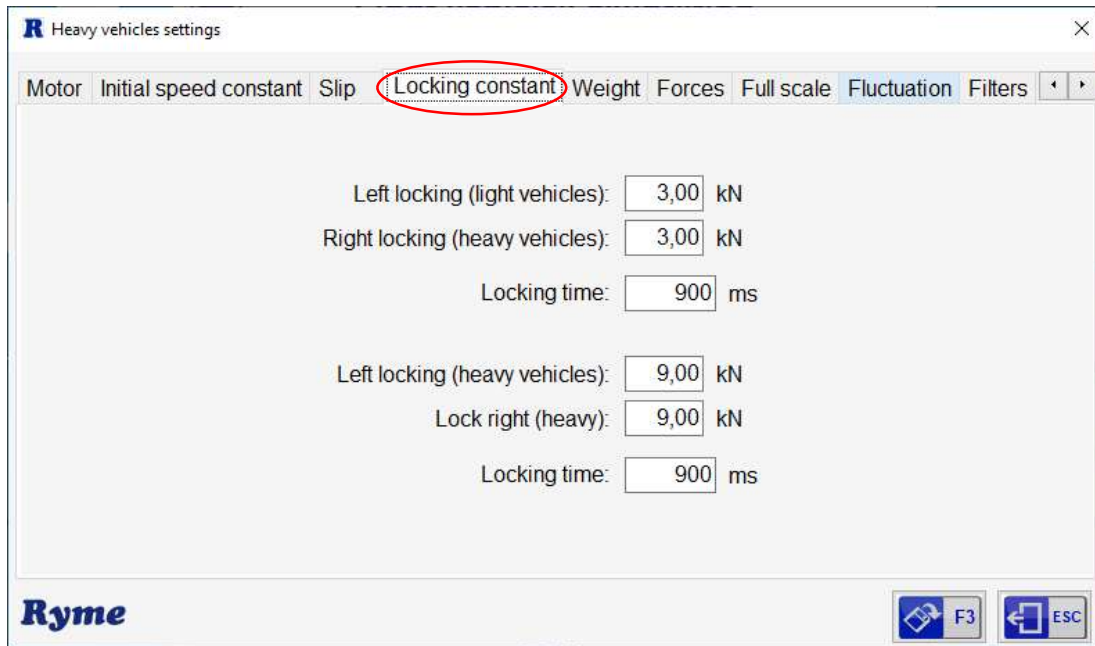 R Heavy vehicles settings
Motor Initial speed constant Slip Locking constant Weight Forces Full scale Fluctuation Filters
Left locking (light vehicles): 3,00 kN
Right locking (heavy vehicles): 3,00 kN
Locking time: 900 ms
Left locking (heavy vehicles): 9,00 kN
Lock right (heavy): 9,00 kN
Locking time: 900 ms
Ryme F3 ESC